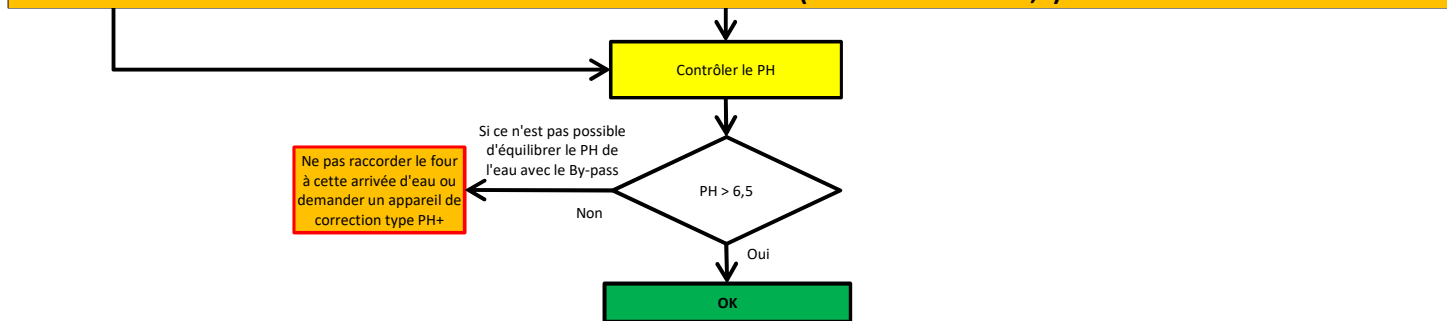 Contrôler le PH
Si ce n'est pas possible
d'équilibrer le PH de
l'eau avec le By-pass
Ne pas raccorder le four
à cette arrivée d'eau ou
demander un appareil de
correction type PH+
PH > 6,5
Non
Oui
OK